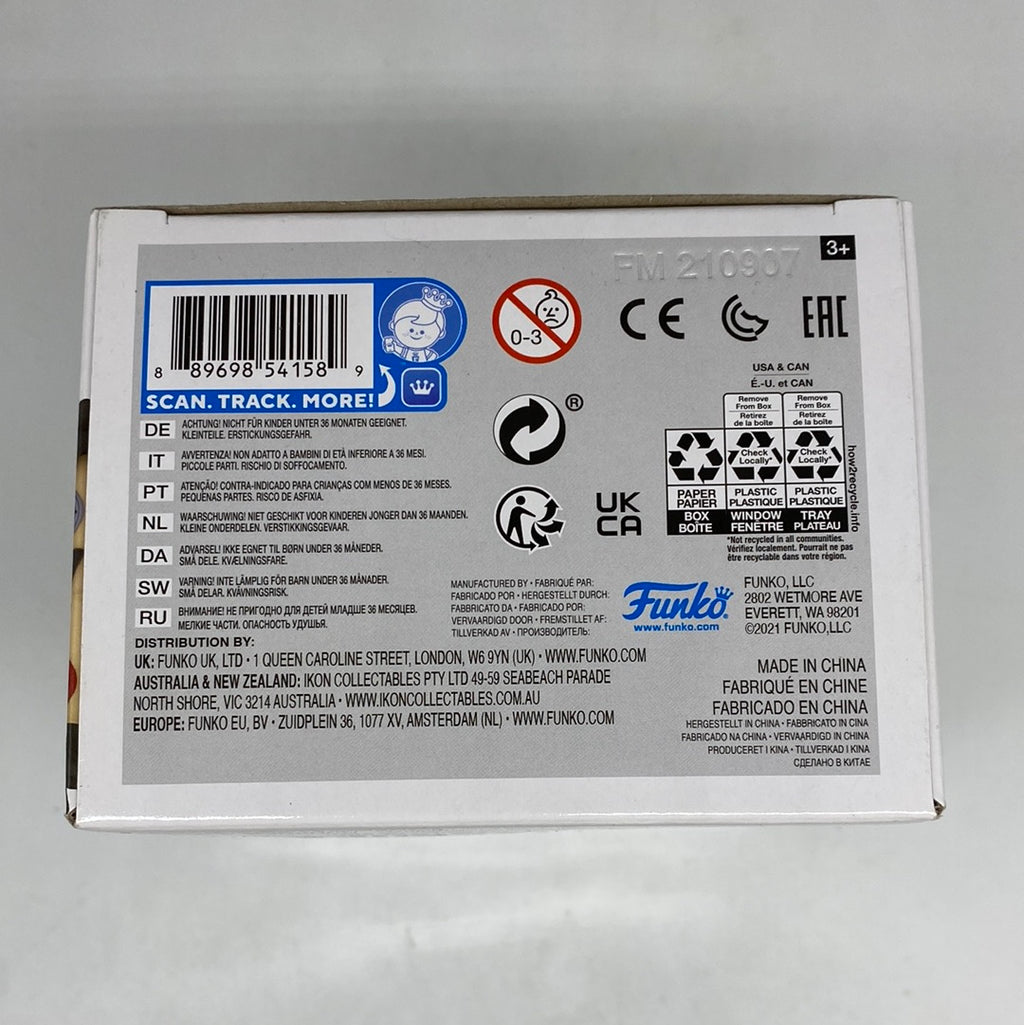 FM 210907
3+
8 89698 54158 9
SCAN. TRACK. MORE!
0-3
CE
EAC
®
UK
CA
USA & CAN
É.-U. et CAN
Remove
From Box
Retirez
de la boîte
Remove
From Box
Retirez
de la boîte
Check
Locally*
Check
Locally*
PAPER
PAPIER
PLASTIC
PLASTIQUE
PLASTIC
PLASTIQUE
BOX
BOÎTE
WINDOW
FENÊTRE
TRAY
PLATEAU
how2recycle.info
*Not recycled in all communities.
Vérifiez localement. Pourrait ne pas
être recyclable dans votre région.
DE ACHTUNG! NICHT FÜR KINDER UNTER 36 MONATEN GEEIGNET.
KLEINTEILE. ERSTICKUNGSGEFAHR.
IT AVVERTENZA! NON ADATTO A BAMBINI DI ETÀ INFERIORE A 36 MESI.
PICCOLE PARTI. RISCHIO DI SOFFOCAMENTO.
PT ATENÇÃO! CONTRA-INDICADO PARA CRIANÇAS COM MENOS DE 36 MESES.
PEQUENAS PARTES. RISCO DE ASFIXIA.
NL WAARSCHUWING! NIET GESCHIKT VOOR KINDEREN JONGER DAN 36 MAANDEN.
KLEINE ONDERDELEN. VERSTIKKINGSGEVAAR.
DA ADVARSEL! IKKE EGNET TIL BØRN UNDER 36 MÅNEDER.
SMÅ DELE. KVÆLNINGSFARE.
SW VARNING! INTE LÄMPLIG FÖR BARN UNDER 36 MÅNADER.
SMÅ DELAR. KVÄVNINGSRISK.
RU ВНИМАНИЕ! НЕ ПРИГОДНО ДЛЯ ДЕТЕЙ МЛАДШЕ 36 МЕСЯЦЕВ.
МЕЛКИЕ ЧАСТИ. ОПАСНОСТЬ УДУШЬЯ.
MANUFACTURED BY • FABRIQUÉ PAR:
FABRICADO POR • HERGESTELLT DURCH:
FABBRICATO DA • FABRICADO POR:
VERVAARDIGD DOOR • FREMSTILLET AF:
TILLVERKAD AV • ПРОИЗВОДИТЕЛЬ:
Funko®
www.funko.com
FUNKO, LLC
2802 WETMORE AVE
EVERETT, WA 98201
©2021 FUNKO,LLC
DISTRIBUTION BY:
UK: FUNKO UK, LTD • 1 QUEEN CAROLINE STREET, LONDON, W6 9YN (UK) • WWW.FUNKO.COM
AUSTRALIA & NEW ZEALAND: IKON COLLECTABLES PTY LTD 49-59 SEABEACH PARADE
NORTH SHORE, VIC 3214 AUSTRALIA • WWW.IKONCOLLECTABLES.COM.AU
EUROPE: FUNKO EU, BV • ZUIDPLEIN 36, 1077 XV, AMSTERDAM (NL) • WWW.FUNKO.COM
MADE IN CHINA
FABRIQUÉ EN CHINE
FABRICADO EN CHINA
HERGESTELLT IN CHINA • FABBRICATO IN CINA
FABRICADO NA CHINA • VERVAARDIGD IN CHINA
PRODUCERET I KINA • TILLVERKAD I KINA
СДЕЛАНО В КИТАЕ